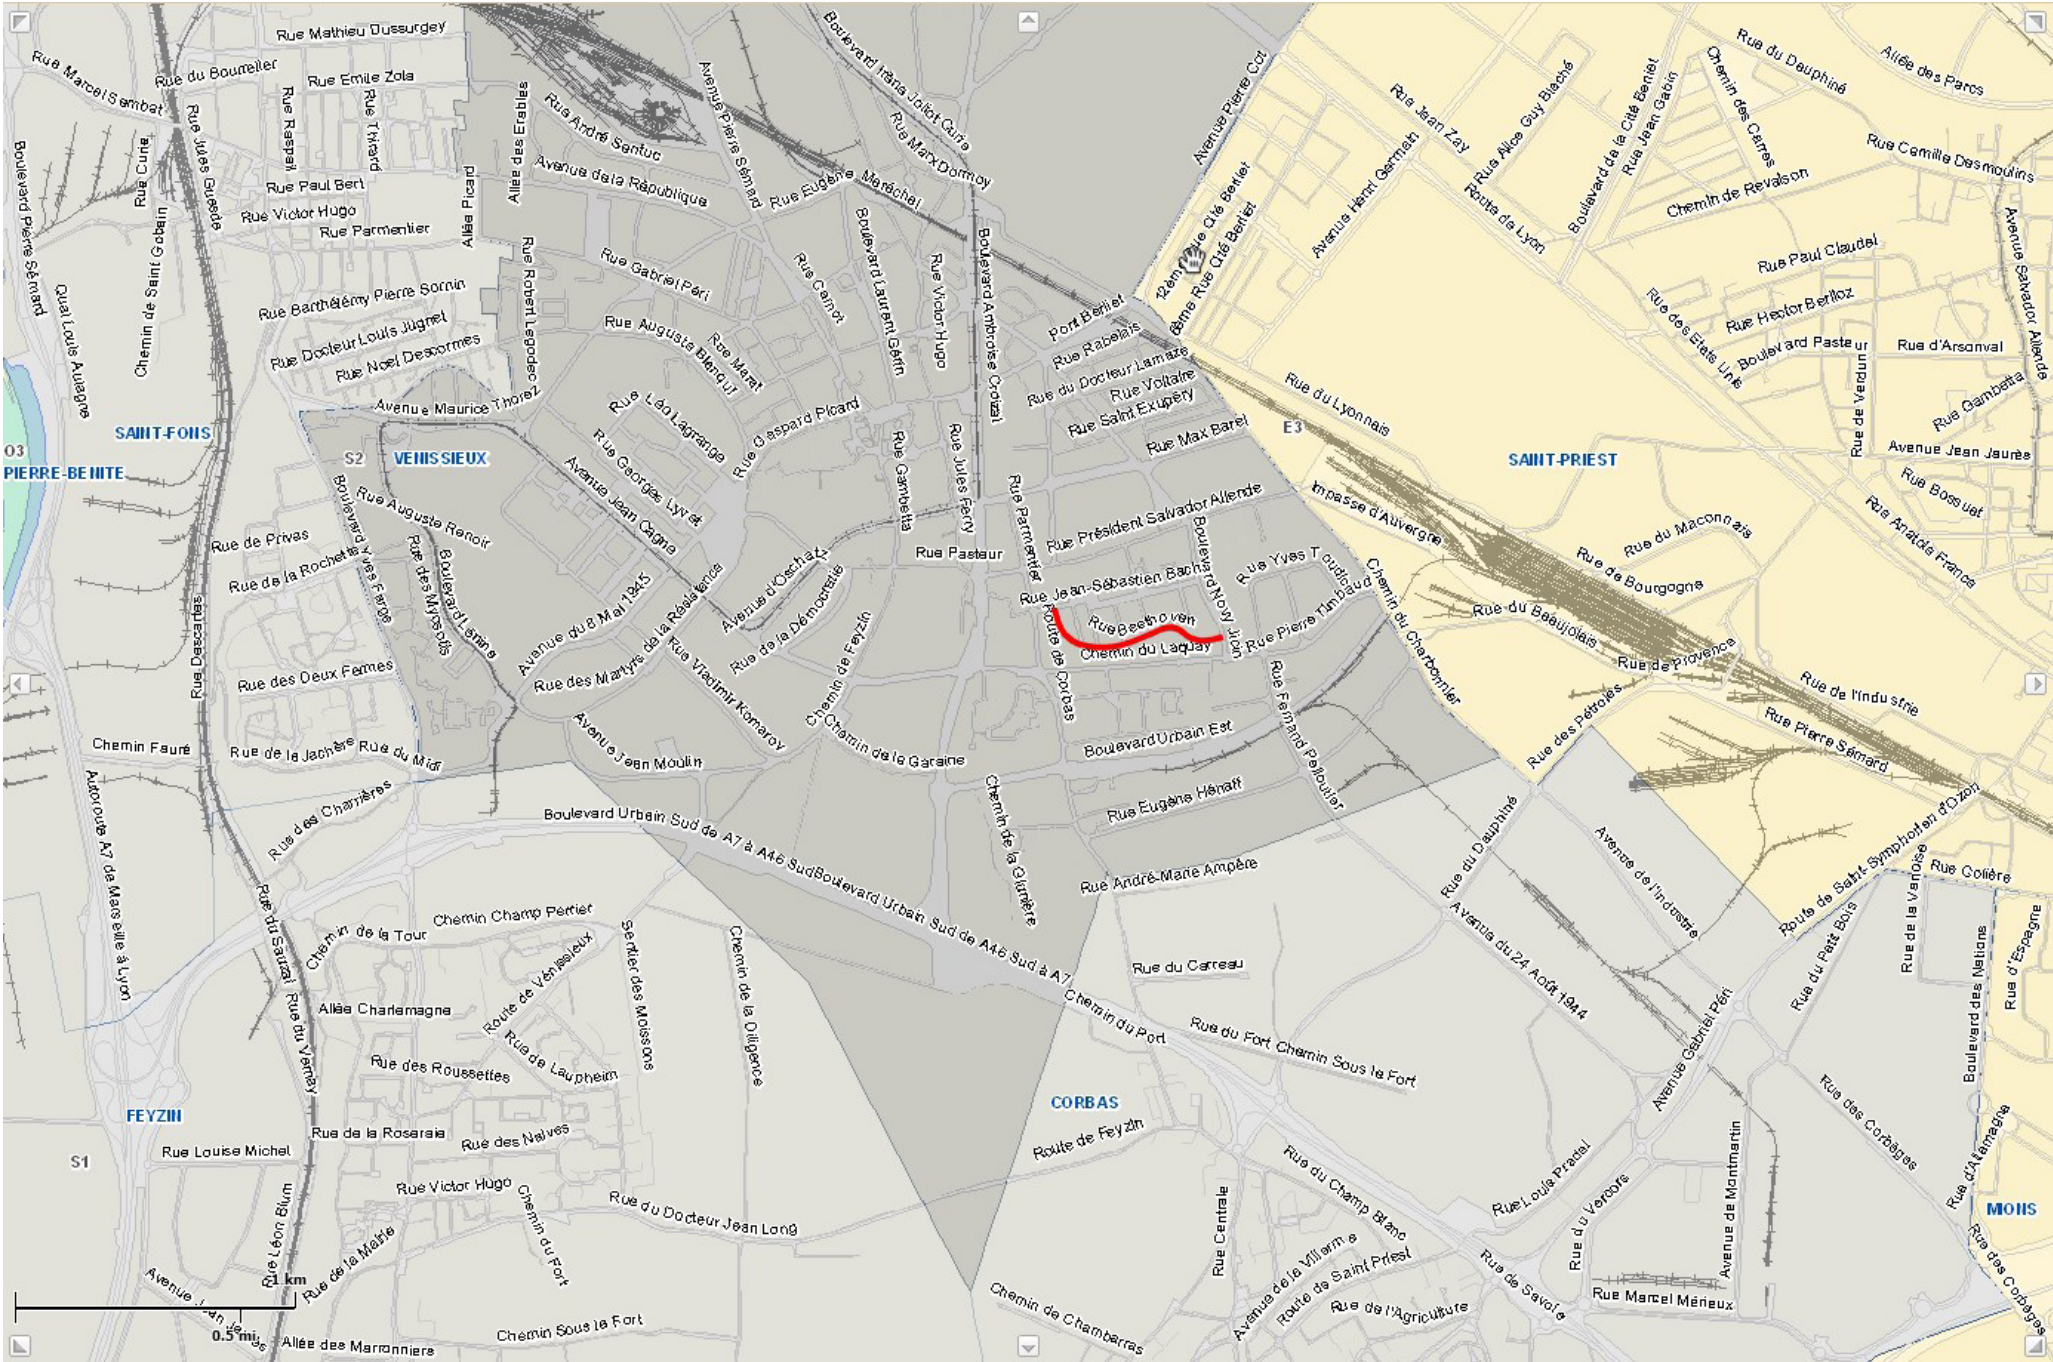 Rue Mathieu Dussurgey
Rue Marcel Sembat
Rue du Bourrelier
Rue Emile Zola
Rue Raspail
Rue Thirard
Rue Jules Guesde
Rue Curie
Boulevard Pierre Sémard
Rue Paul Bert
Rue Victor Hugo
Rue Parmentier
Allée Picard
Allée des Erables
Rue André Sentuc
Avenue de la République
Avenue Pierre Sémard
Boulevard Irène Joliot Curie
Rue Marx Dormoy
Rue Eugène Maréchal
Avenue Pierre Cot
Rue Jean Zay
Rue Alice Guy Blaché
Boulevard de la Cité Berliet
Rue Jean Gabin
Chemin des Carres
Rue du Dauphiné
Allée des Parcs
Rue Camille Desmoulins
Chemin de Revaison
Route de Lyon
Avenue Henri Germain
6ème Rue Cité Berliet
Rue Paul Claudel
Rue Hector Berlioz
Rue des Etats Unis
Boulevard Pasteur
Rue d'Arsonval
Rue de Verdun
Avenue Salvador Allende
Rue Gambetta
Avenue Jean Jaurès
Rue Bossuet
Rue Anatole France
Chemin de Saint Gobain
Quai Louis Aulagne
Rue Barthélémy Pierre Sornin
Rue Docteur Louis Jugnet
Rue Noel Descormes
Rue Robert Legodec
Rue Gabriel Péri
Rue Carnot
Boulevard Laurent Gérin
Rue Victor Hugo
Boulevard Ambroise Croizat
Rue Auguste Blanqui
Rue Marat
Port Berliet
Rue Rabelais
Rue du Docteur Lamaze
Rue Voltaire
Rue Saint Exupéry
Rue Max Barel
Rue du Lyonnais
E3
SAINT-PRIEST
Avenue Maurice Thorez
SAINT-FONS
O3
PIERRE-BENITE
S2
VENISSIEUX
Rue Léo Lagrange
Rue Gaspard Picard
Rue Georges Lyvet
Avenue Jean Cagne
Rue Gambetta
Rue Jules Ferry
Rue Parmentier
Rue Président Salvador Allende
Impasse d'Auvergne
Rue du Maconnais
Rue de Bourgogne
Rue du Beaujolais
Rue de Provence
Rue de l'Industrie
Rue Pierre Sémard
Rue Auguste Renoir
Boulevard Yves Farge
Rue des Myosotis
Boulevard Lénine
Rue de Privas
Rue de la Rochette
Rue Descartes
Rue Pasteur
Avenue d'Oschatz
Rue de la Démocratie
Avenue du 8 Mai 1945
Rue des Martyrs de la Résistance
Rue Vladimir Komarov
Chemin de Feyzin
Rue Jean-Sébastien Bach
Rue Beethoven
Chemin du Laquay
Boulevard Novy Jicin
Rue Yves Toudic
Rue Pierre Timbaud
Chemin du Charbonnier
Route de Corbas
Rue Fernand Pelloutier
Rue des Pétroles
Rue des Deux Fermes
Chemin Fauré
Rue de la Jachère
Rue du Midi
Avenue Jean Moulin
Chemin de la Garaine
Boulevard Urbain Est
Rue Eugène Hénaff
Chemin de la Glunière
Rue André-Marie Ampère
Rue du Dauphiné
Avenue de l'Industrie
Route de Saint-Symphorien d'Ozon
Rue Colière
Rue de la Vanoise
Rue du Petit Bois
Boulevard des Nations
Rue d'Espagne
Rue des Charrières
Autoroute A7 de Marseille à Lyon
Boulevard Urbain Sud de A7 à A46 Sud
Boulevard Urbain Sud de A46 Sud à A7
Rue du Sauzai
Chemin de la Tour
Chemin Champ Perrier
Route de Vénissieux
Sentier des Moissons
Chemin de la Dilligence
Rue du Carreau
Avenue du 24 Août 1944
Avenue Gabriel Péri
Allée Charlemagne
Rue du Vernay
Rue de Laupheim
Rue des Roussettes
Chemin du Port
Rue du Fort Chemin Sous le Fort
FEYZIN
CORBAS
Route de Feyzin
Rue de la Roseraie
Rue des Naives
Rue Louise Michel
S1
Rue Victor Hugo
Chemin du Fort
Rue du Docteur Jean Long
Rue Centrale
Rue du Champ Blanc
Rue Louis Pradel
Rue du Vercors
Avenue de Montmartin
Rue des Corbèges
Rue d'Allemagne
MIONS
Rue des Corbèges
Rue Léon Blum
Rue de la Mairie
1 km
0.5 mi
Allée des Marronniers
Chemin Sous le Fort
Chemin de Chambarras
Avenue de la Villerme
Route de Saint Priest
Rue de l'Agriculture
Rue de Savoie
Rue Marcel Mérieux